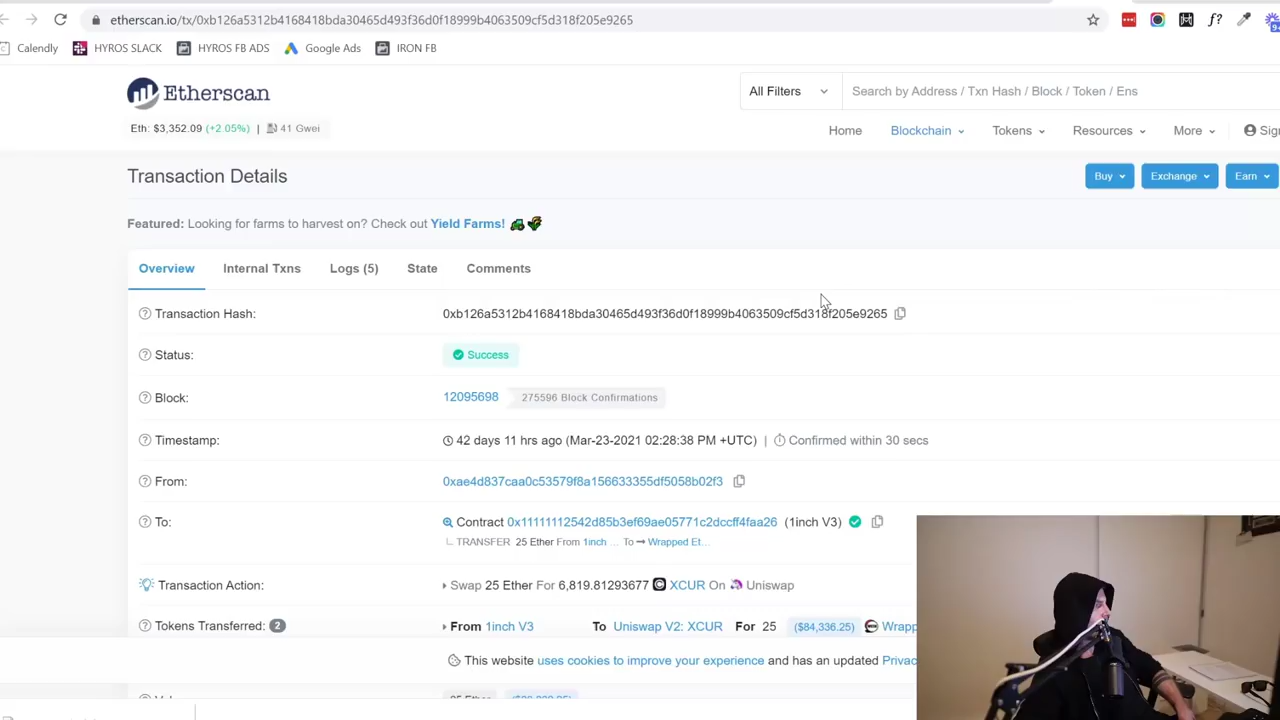 etherscan.io/tx/0xb126a5312b4168418bda30465d493f36d0f18999b4063509cf5d318f205e9265
Calendly HYROS SLACK HYROS FB ADS Google Ads IRON FB
Etherscan
All Filters Search by Address / Txn Hash / Block / Token / Ens
Eth: $3,352.09 (+2.05%) | 41 Gwei
Home Blockchain Tokens Resources More Sig
Transaction Details
Buy Exchange Earn
Featured: Looking for farms to harvest on? Check out Yield Farms!
Overview Internal Txns Logs (5) State Comments
Transaction Hash: 0xb126a5312b4168418bda30465d493f36d0f18999b4063509cf5d318f205e9265
Status: Success
Block: 12095698 275596 Block Confirmations
Timestamp: 42 days 11 hrs ago (Mar-23-2021 02:28:38 PM +UTC) | Confirmed within 30 secs
From: 0xae4d837caa0c53579f8a156633355df5058b02f3
To: Contract 0x11111112542d85b3ef69ae05771c2dccff4faa26 (1inch V3)
TRANSFER 25 Ether From 1inch ... To Wrapped Et...
Transaction Action: Swap 25 Ether For 6,819.81293677 XCUR On Uniswap
Tokens Transferred: 2 From 1inch V3 To Uniswap V2: XCUR For 25 ($84,336.25) Wrapp
This website uses cookies to improve your experience and has an updated Privac